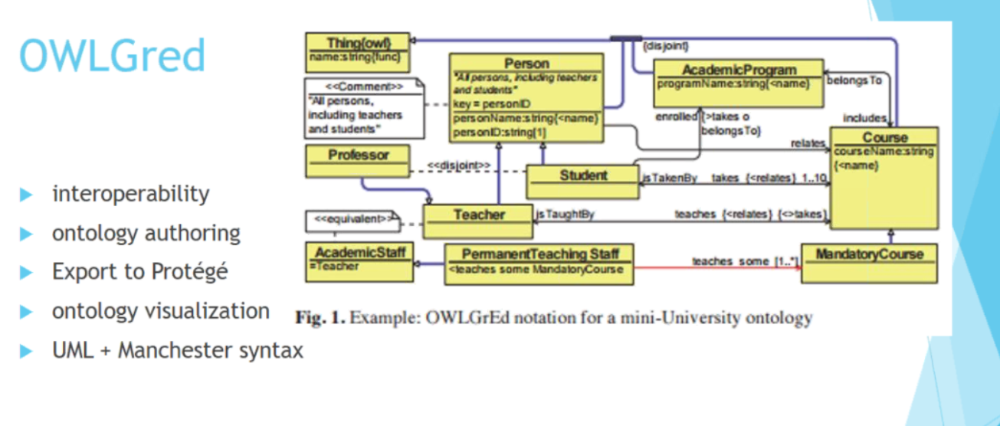 OWLGred
interoperability
ontology authoring
Export to Protégé
ontology visualization
UML + Manchester syntax
Thing{owl}
name:string{func}
<<Comment>>
"All persons,
including teachers
and students"
Person
"All persons, including teachers
and students"
key = personID
personName:string{<name}
personID:string[1]
{disjoint}
AcademicProgram
programName:string{<name}
belongsTo
includes
enrolled {>takes o
belongsTo}
relates
Course
courseName:string
{<name}
Professor
<<disjoint>>
Student
isTakenBy takes {<relates} 1..10
Teacher
isTaughtBy
teaches {<relates} {<>takes}
<<equivalent>>
AcademicStaff
=Teacher
PermanentTeaching Staff
<teaches some MandatoryCourse
teaches some [1..*]
MandatoryCourse
Fig. 1. Example: OWLGrEd notation for a mini-University ontology